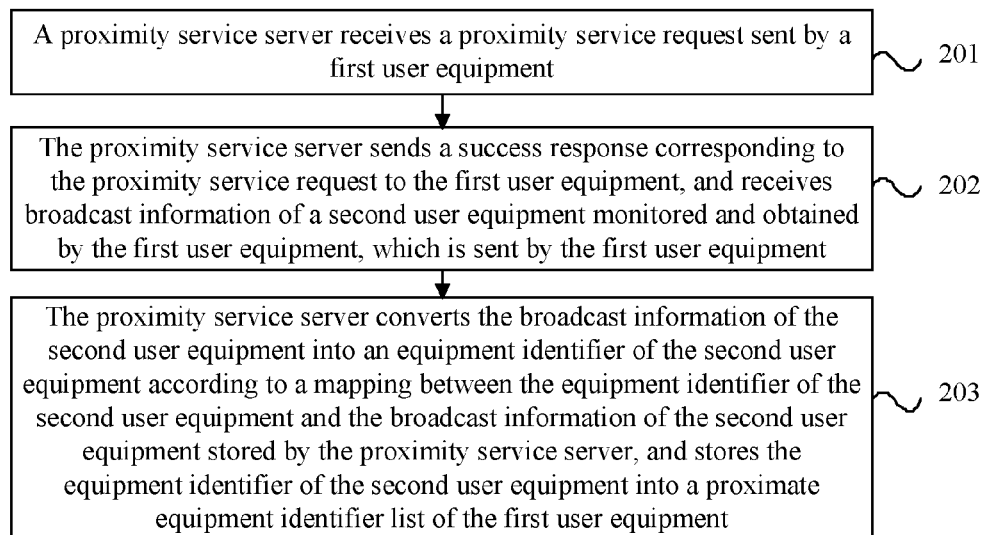 A proximity service server receives a proximity service request sent by a
first user equipment
201
The proximity service server sends a success response corresponding to
the proximity service request to the first user equipment, and receives
broadcast information of a second user equipment monitored and obtained
by the first user equipment, which is sent by the first user equipment
202
The proximity service server converts the broadcast information of the
second user equipment into an equipment identifier of the second user
equipment according to a mapping between the equipment identifier of the
second user equipment and the broadcast information of the second user
equipment stored by the proximity service server, and stores the
equipment identifier of the second user equipment into a proximate
equipment identifier list of the first user equipment
203